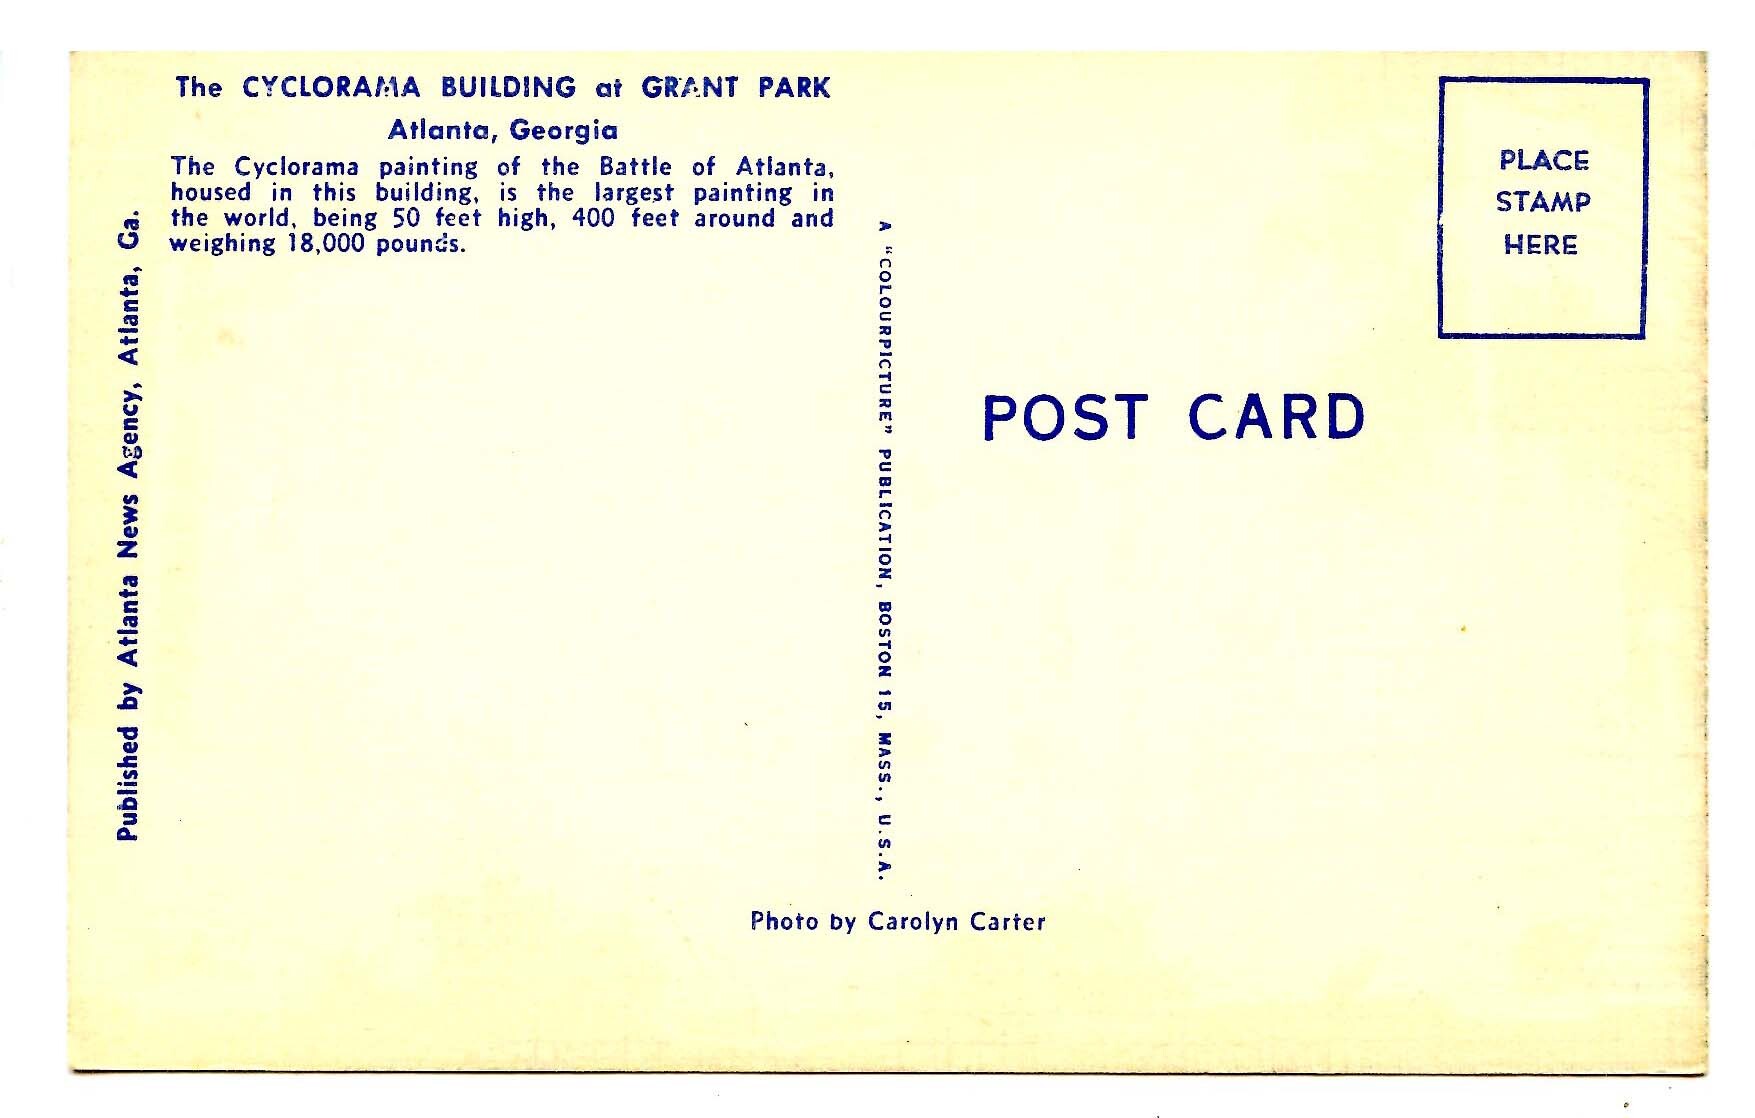 The CYCLORAMA BUILDING at GRANT PARK
Atlanta, Georgia
The Cyclorama painting of the Battle of Atlanta,
housed in this building, is the largest painting in
the world, being 50 feet high, 400 feet around and
weighing 18,000 pounds.
Published by Atlanta News Agency, Atlanta, Ga.
A "COLOURPICTURE" PUBLICATION, BOSTON 15, MASS., U.S.A.
PLACE
STAMP
HERE
POST CARD
Photo by Carolyn Carter